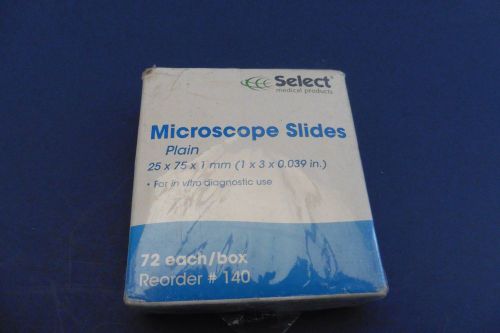 Select®
medical products
Microscope Slides
Plain
25 x 75 x 1 mm (1 x 3 x 0.039 in.)
• For in vitro diagnostic use
72 each/box
Reorder # 140